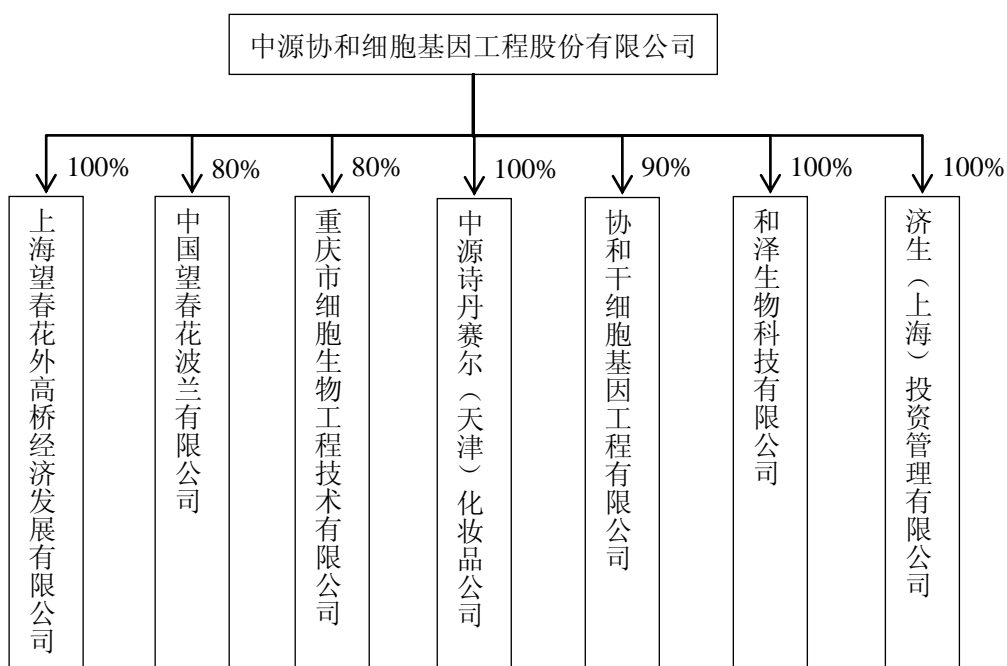 中源协和细胞基因工程股份有限公司
100%
80%
80%
100%
90%
100%
100%
上海望春花外高桥经济发展有限公司
中国望春花波兰有限公司
重庆市细胞生物工程技术有限公司
中源诗丹赛尔（天津）化妆品公司
协和干细胞基因工程有限公司
和泽生物科技有限公司
济生（上海）投资管理有限公司